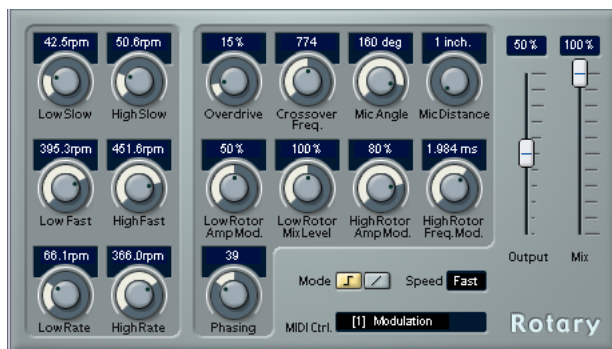 42.5rpm 50.6rpm 15% 774 160 deg 1 inch. 50% 100%
Low Slow High Slow Overdrive Crossover Freq. Mic Angle Mic Distance
395.3rpm 451.6rpm 50% 100% 80% 1.984 ms
Low Fast High Fast Low Rotor Amp Mod. Low Rotor Mix Level High Rotor Amp Mod. High Rotor Freq. Mod.
66.1rpm 366.0rpm 39
Output Mix
Mode Speed Fast
Low Rate High Rate Phasing MIDI Ctrl. [1] Modulation Rotary